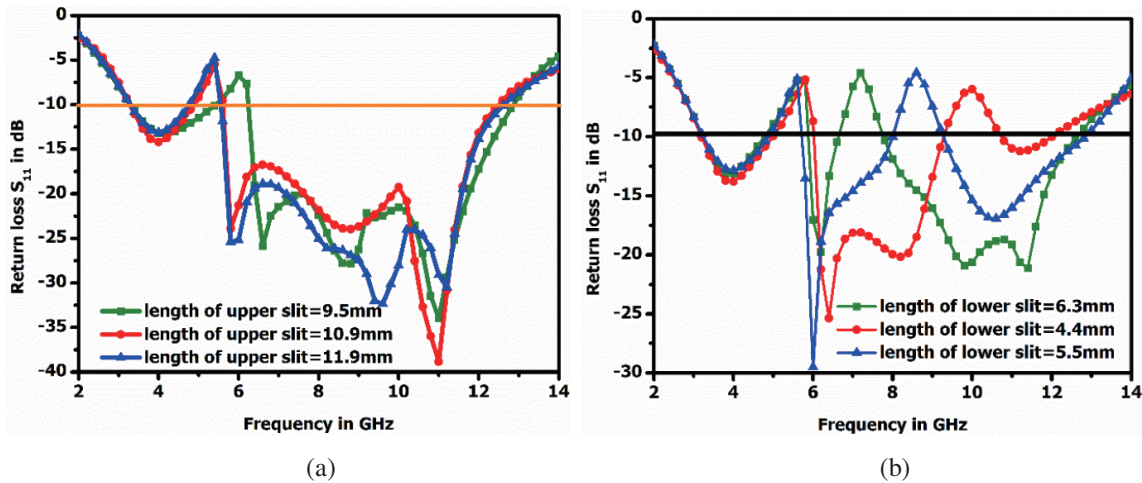 0
-5
-10
-15
-20
-25
-30
-35
-40
Return loss S11 in dB
length of upper slit=9.5mm
length of upper slit=10.9mm
length of upper slit=11.9mm
2 4 6 8 10 12 14
Frequency in GHz
(a)
0
-5
-10
-15
-20
-25
-30
Return loss S11 in dB
length of lower slit=6.3mm
length of lower slit=4.4mm
length of lower slit=5.5mm
2 4 6 8 10 12 14
Frequency in GHz
(b)